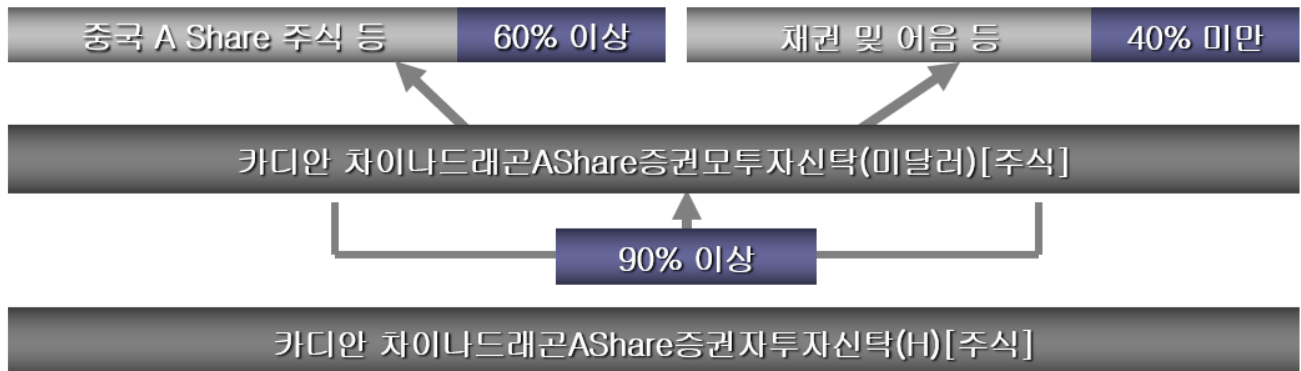 중국 A Share 주식 등 60% 이상 채권 및 어음 등 40% 미만
카디안 차이나드래곤AShare증권모투자신탁(미달러)[주식]
90% 이상
카디안 차이나드래곤AShare증권자투자신탁(H)[주식]